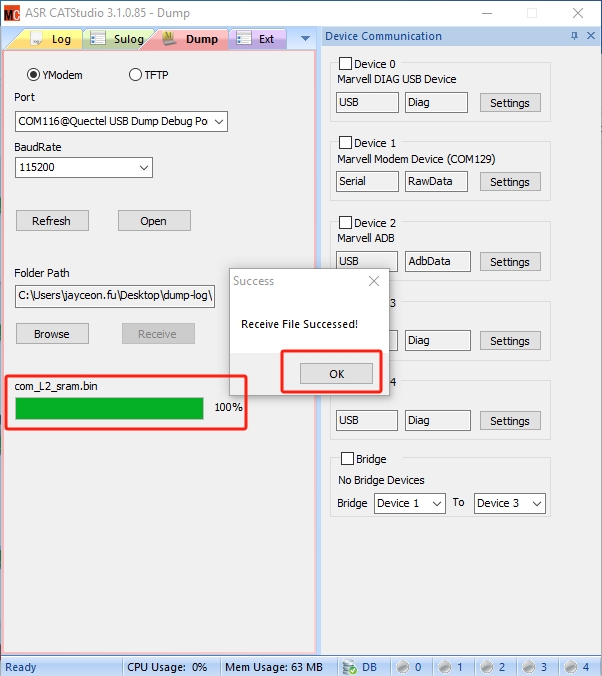 MC ASR CATStudio 3.1.0.85 - Dump
Log Sulog Dump Ext
YModem TFTP
Port
COM116@Quectel USB Dump Debug Po
BaudRate
115200
Refresh Open
Folder Path
C:\Users\jayceon.fu\Desktop\dump-log\
Browse Receive
com_L2_sram.bin
100%
Success
Receive File Successed!
OK
Device Communication
Device 0
Marvell DIAG USB Device
USB Diag Settings
Device 1
Marvell Modem Device (COM129)
Serial RawData Settings
Device 2
Marvell ADB
USB AdbData Settings
3
Diag Settings
4
USB Diag Settings
Bridge
No Bridge Devices
Bridge Device 1 To Device 3
Ready CPU Usage: 0% Mem Usage: 63 MB DB 0 1 2 3 4